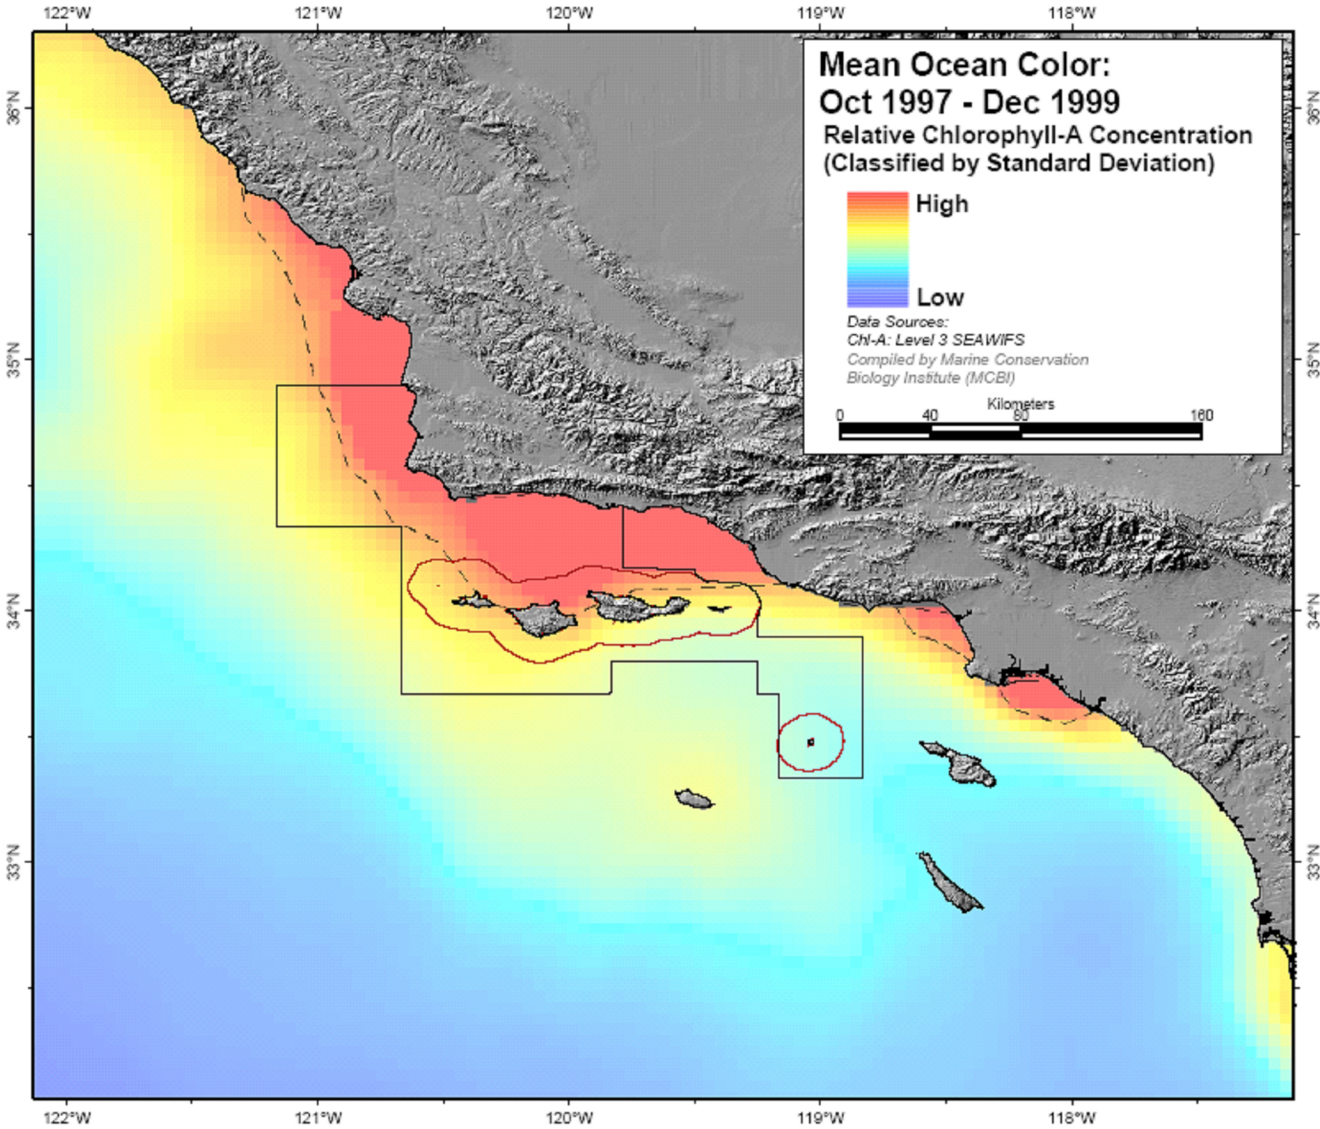 122°W 121°W 120°W 119°W 118°W
Mean Ocean Color:
Oct 1997 - Dec 1999
Relative Chlorophyll-A Concentration
(Classified by Standard Deviation)
High
Low
Data Sources:
Chl-A: Level 3 SEAWIFS
Compiled by Marine Conservation
Biology Institute (MCBI)
Kilometers
0 40 80 160
36°N 36°N
35°N 35°N
34°N 34°N
33°N 33°N
122°W 121°W 120°W 119°W 118°W